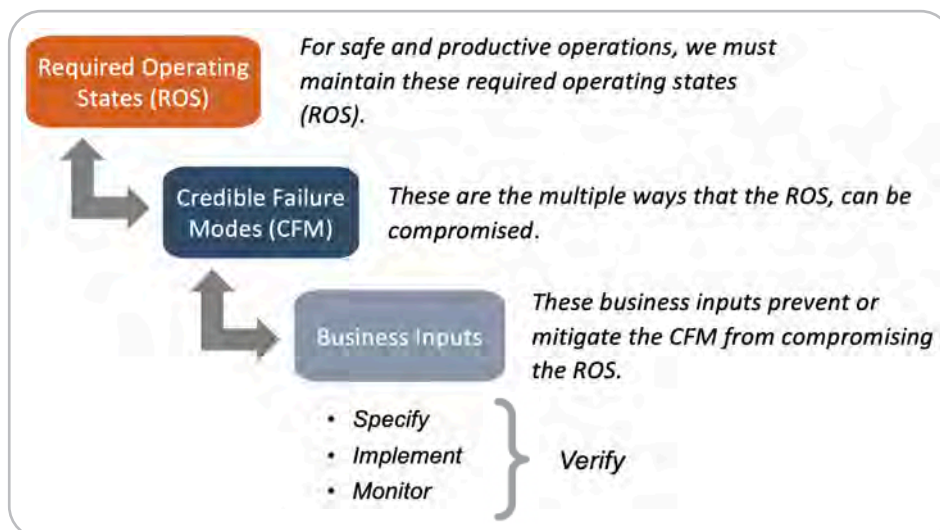 Required Operating
States (ROS)
For safe and productive operations, we must
maintain these required operating states
(ROS).
Credible Failure
Modes (CFM)
These are the multiple ways that the ROS, can be
compromised.
Business Inputs
These business inputs prevent or
mitigate the CFM from compromising
the ROS.
• Specify
• Implement
• Monitor
Verify